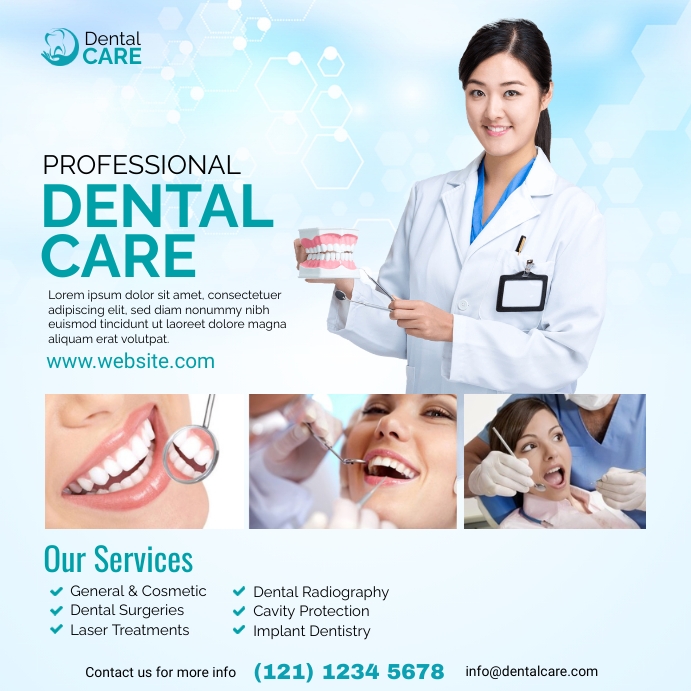 Dental
CARE
PROFESSIONAL
DENTAL
CARE
Lorem ipsum dolor sit amet, consectetuer
adipiscing elit, sed diam nonummy nibh
euismod tincidunt ut laoreet dolore magna
aliquam erat volutpat.
www.website.com
Our Services
General & Cosmetic
Dental Surgeries
Laser Treatments
Dental Radiography
Cavity Protection
Implant Dentistry
Contact us for more info (121) 1234 5678 info@dentalcare.com